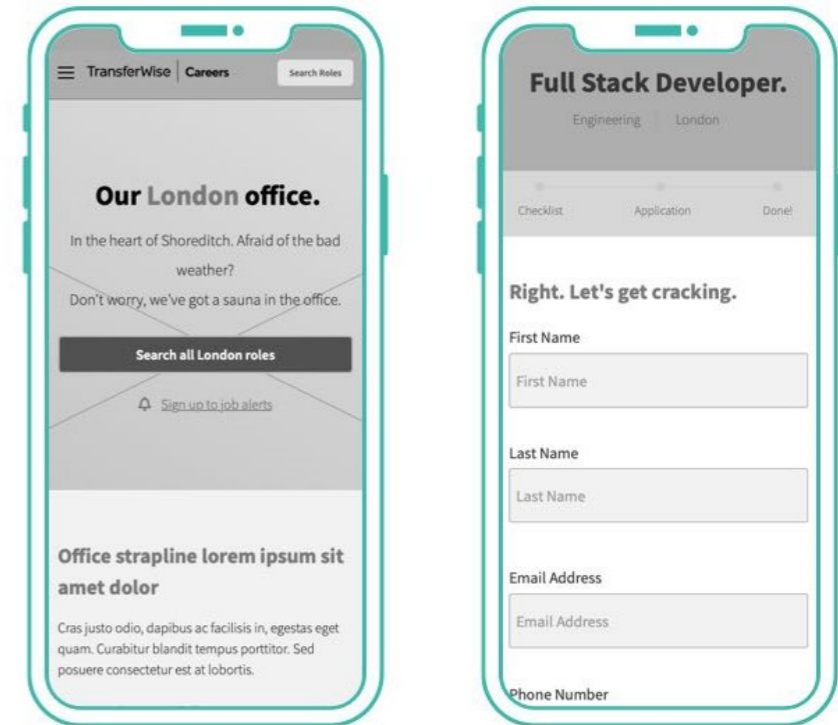 TransferWise Careers
Search Roles
Our London office.
In the heart of Shoreditch. Afraid of the bad
weather?
Don't worry, we've got a sauna in the office.
Search all London roles
Sign up to job alerts
Office strapline lorem ipsum sit
amet dolor
Cras justo odio, dapibus ac facilisis in, egestas eget
quam. Curabitur blandit tempus porttitor. Sed
posuere consectetur est at lobortis.
Full Stack Developer.
Engineering London
Checklist Application Done!
Right. Let's get cracking.
First Name
First Name
Last Name
Last Name
Email Address
Email Address
Phone Number